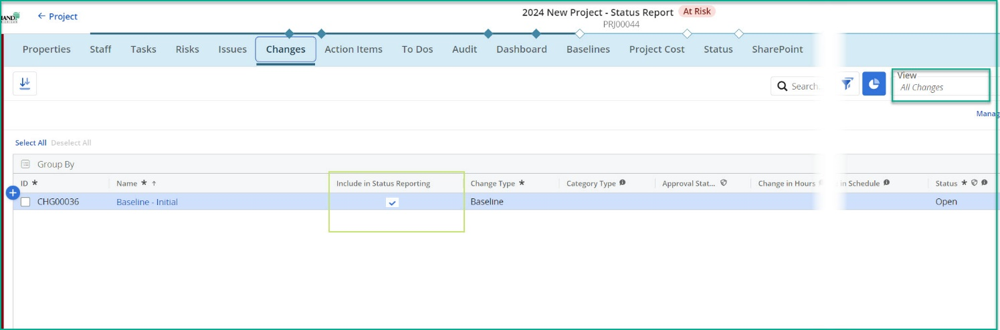 ← Project
2024 New Project - Status Report At Risk
PRJ00044
Properties Staff Tasks Risks Issues Changes Action Items To Dos Audit Dashboard Baselines Project Cost Status SharePoint
Search
View
All Changes
Select All Deselect All
Group By
ID * Name * ↑ Include in Status Reporting Change Type * Category Type Approval Stat... Change in Hours in Schedule Status *
CHG00036 Baseline - Initial Baseline Open